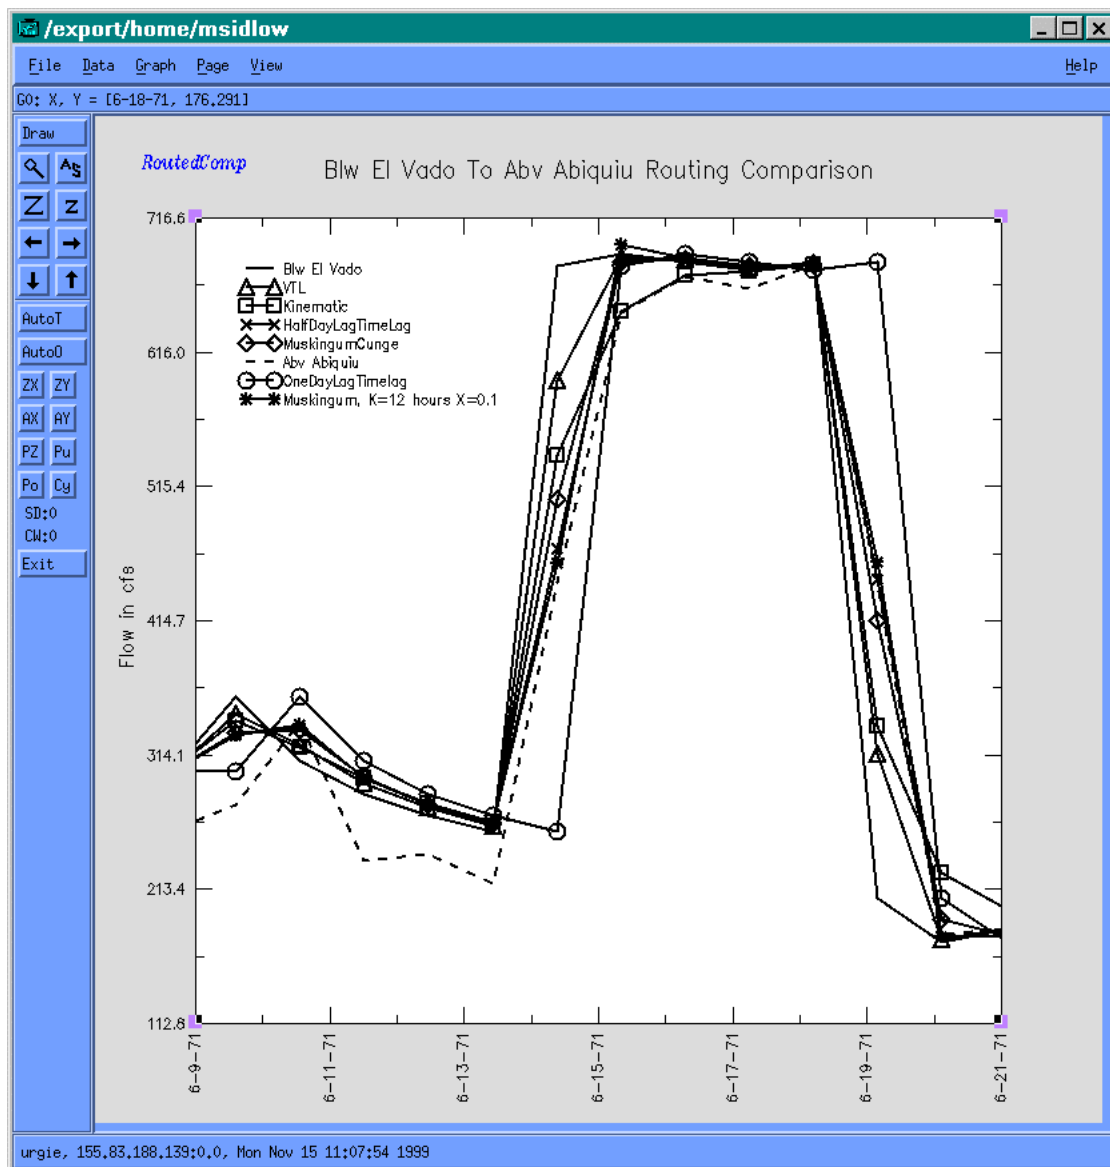 /export/home/msidlow
File Data Graph Page View Help
G0: X, Y = [6-18-71, 176.291]
Draw
A S
Z Z
AutoT
AutoO
ZX ZY
AX AY
PZ Pu
Po Cy
SD:0
CW:0
Exit
RoutedComp
Blw El Vado To Abv Abiquiu Routing Comparison
Blw El Vado
VTL
Kinematic
HalfDayLagTimeLag
MuskingumCunge
Abv Abiquiu
OneDayLagTimelag
Muskingum, K=12 hours X=0.1
Flow in cfs
716.6
616.0
515.4
414.7
314.1
213.4
112.8
6-9-71
6-11-71
6-13-71
6-15-71
6-17-71
6-19-71
6-21-71
urgie, 155.83.188.139:0.0, Mon Nov 15 11:07:54 1999